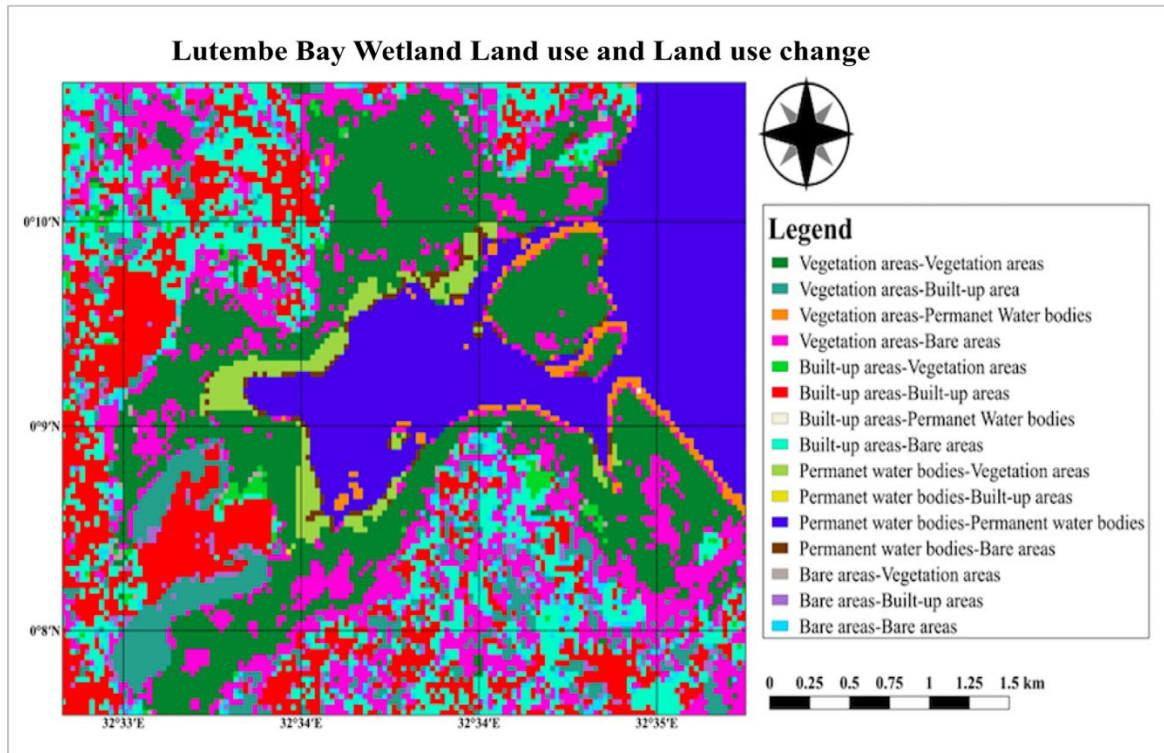 Lutembe Bay Wetland Land use and Land use change
0°10'N
0°9'N
0°8'N
32°33'E
32°34'E
32°34'E
32°35'E
Legend
Vegetation areas-Vegetation areas
Vegetation areas-Built-up area
Vegetation areas-Permanet Water bodies
Vegetation areas-Bare areas
Built-up areas-Vegetation areas
Built-up areas-Built-up areas
Built-up areas-Permanet Water bodies
Built-up areas-Bare areas
Permanet water bodies-Vegetation areas
Permanet water bodies-Built-up areas
Permanet water bodies-Permanent water bodies
Permanent water bodies-Bare areas
Bare areas-Vegetation areas
Bare areas-Built-up areas
Bare areas-Bare areas
0 0.25 0.5 0.75 1 1.25 1.5 km